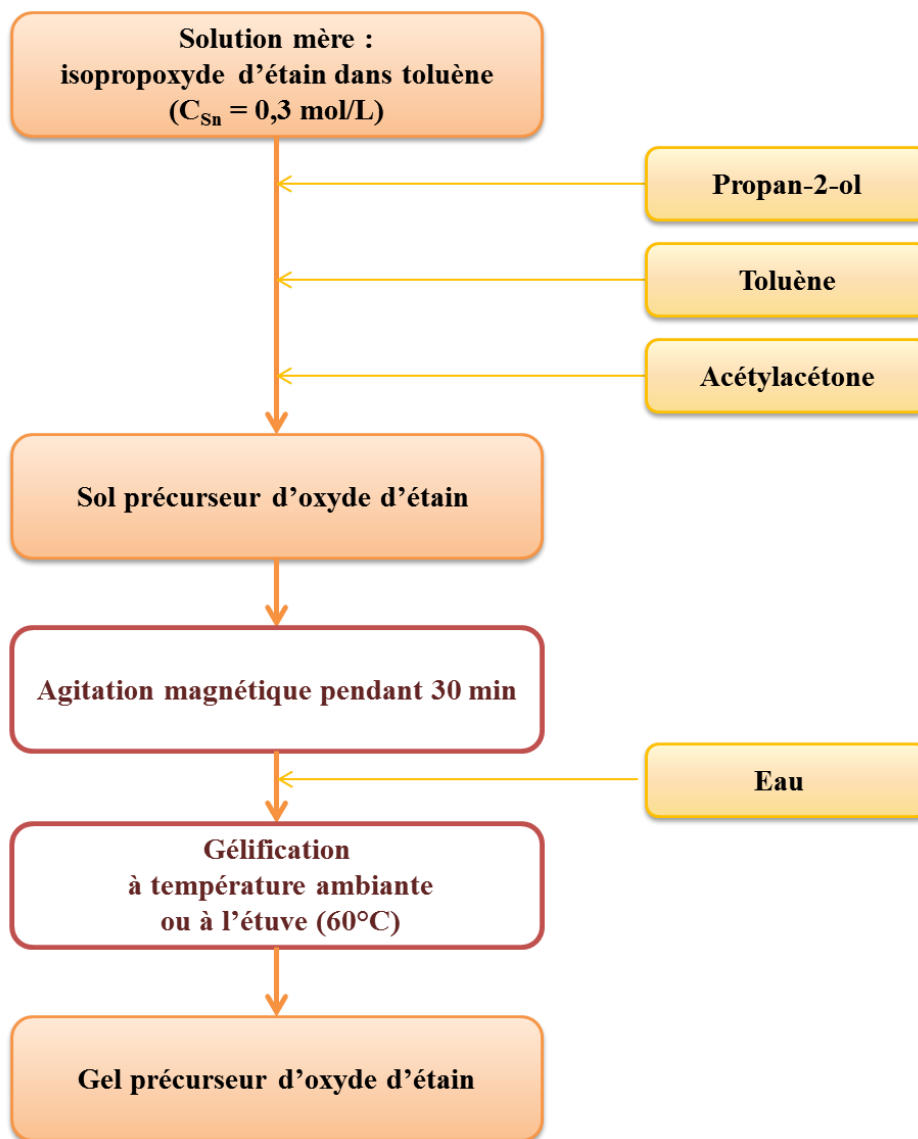 Solution mère :
isopropoxyde d’étain dans toluène
(CSn = 0,3 mol/L)
Propan-2-ol
Toluène
Acétylacétone
Sol précurseur d’oxyde d’étain
Agitation magnétique pendant 30 min
Eau
Gélification
à température ambiante
ou à l’étuve (60°C)
Gel précurseur d’oxyde d’étain